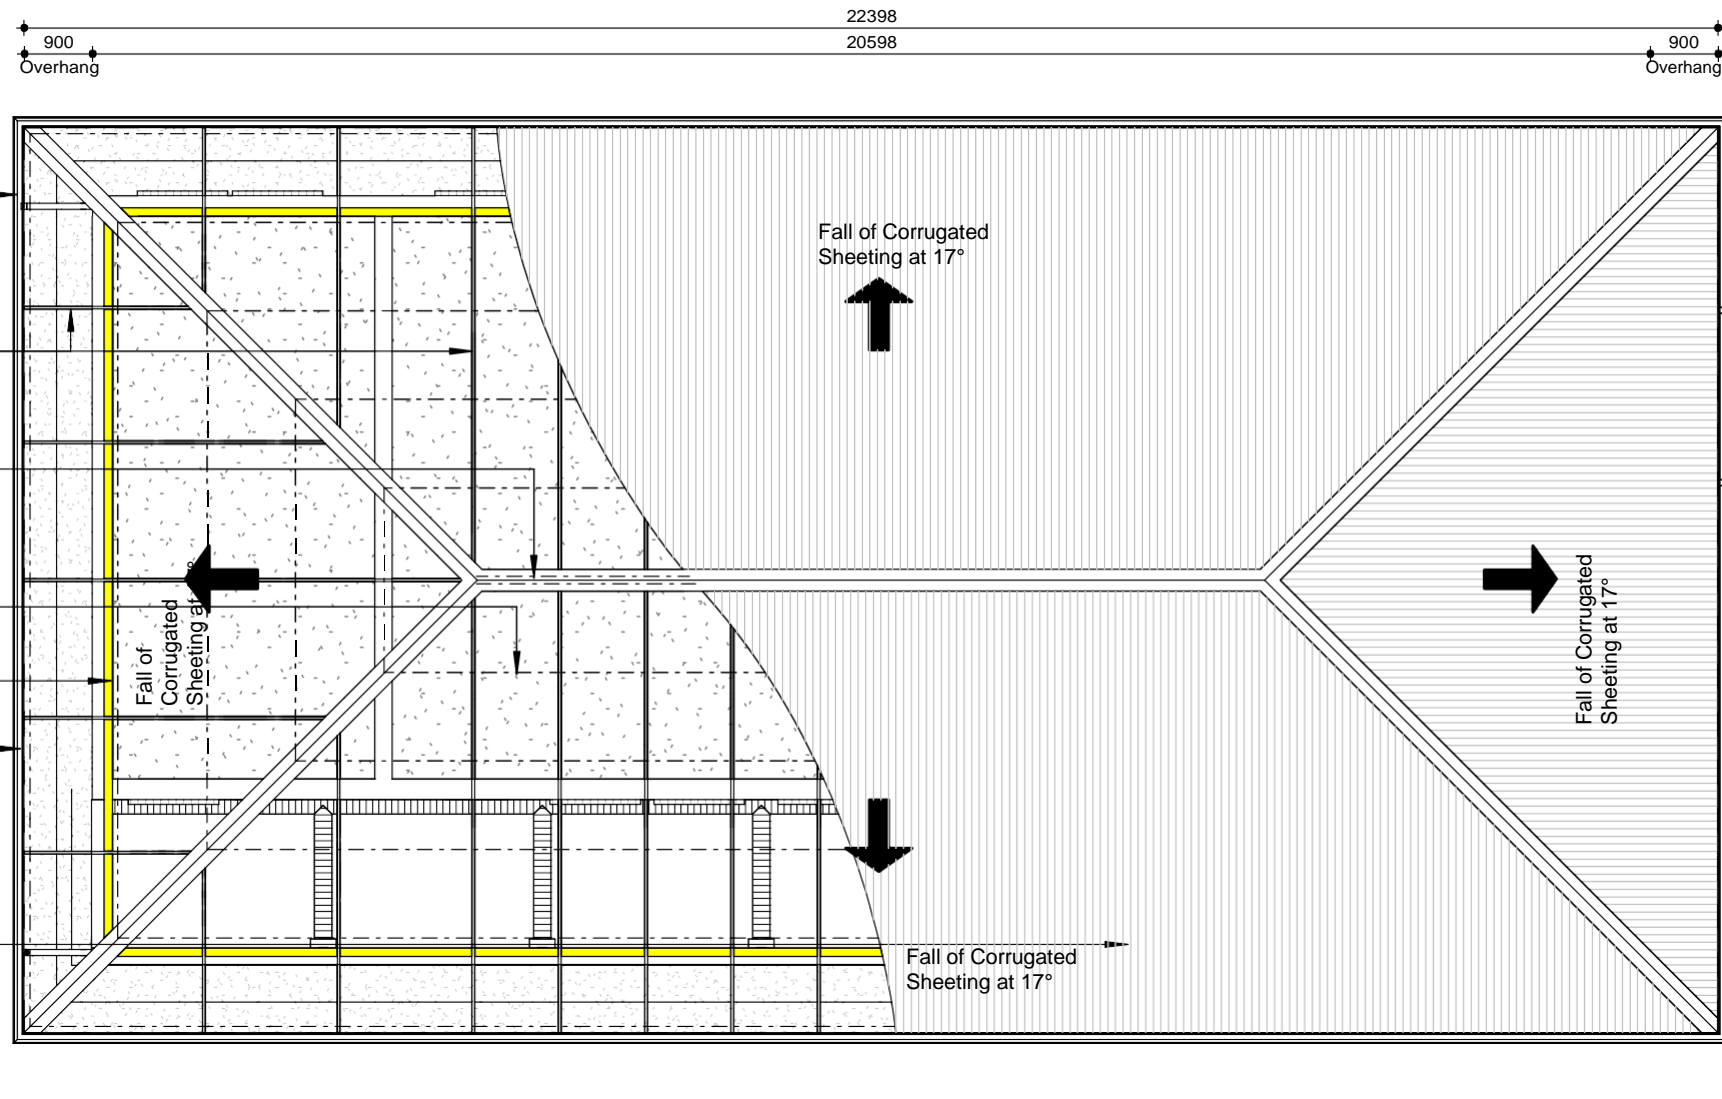 22398
900
20598
900
Overhang
Overhang
Fall of Corrugated
Sheeting at 17°
Fall of
Corrugated
Sheeting at
Fall of Corrugated
Sheeting at 17°
Fall of Corrugated
Sheeting at 17°